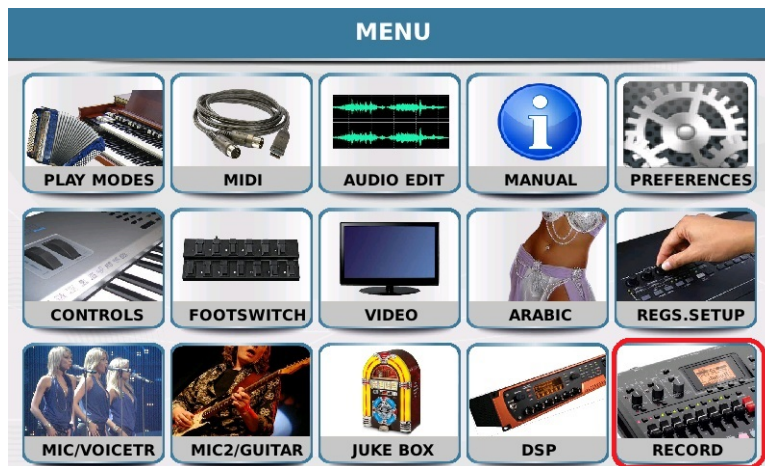 MENU
PLAY MODES
MIDI
AUDIO EDIT
MANUAL
PREFERENCES
CONTROLS
FOOTSWITCH
VIDEO
ARABIC
REGS.SETUP
MIC/VOICETR
MIC2/GUITAR
JUKE BOX
DSP
RECORD